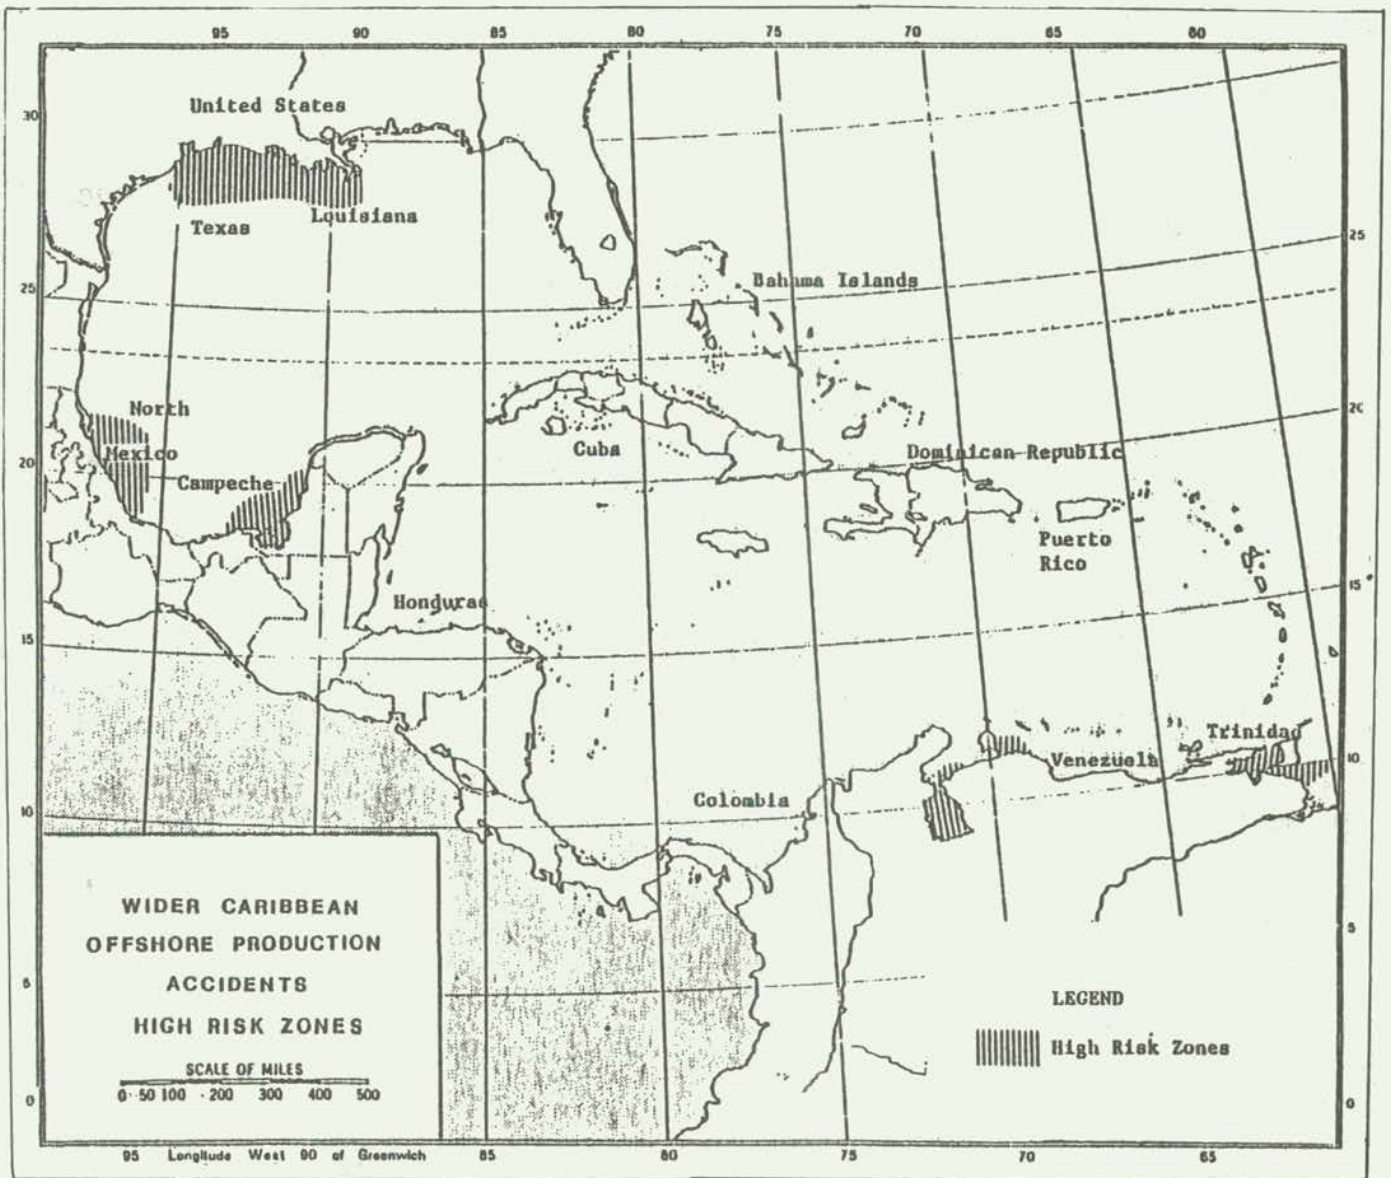 95 90 85 80 75 70 65 60
30
United States
Texas
Louisiana
25
25
Bahama Islands
North
Mexico
20
20
Campeche
Cuba
Dominican Republic
Puerto
Rico
Honduras
15
15
Trinidad
Venezuela
10
10
Colombia
WIDER CARIBBEAN
OFFSHORE PRODUCTION
ACCIDENTS
HIGH RISK ZONES
SCALE OF MILES
0 50 100 200 300 400 500
5
5
LEGEND
High Risk Zones
0
0
95 Longitude West 90 of Greenwich 85 80 75 70 65